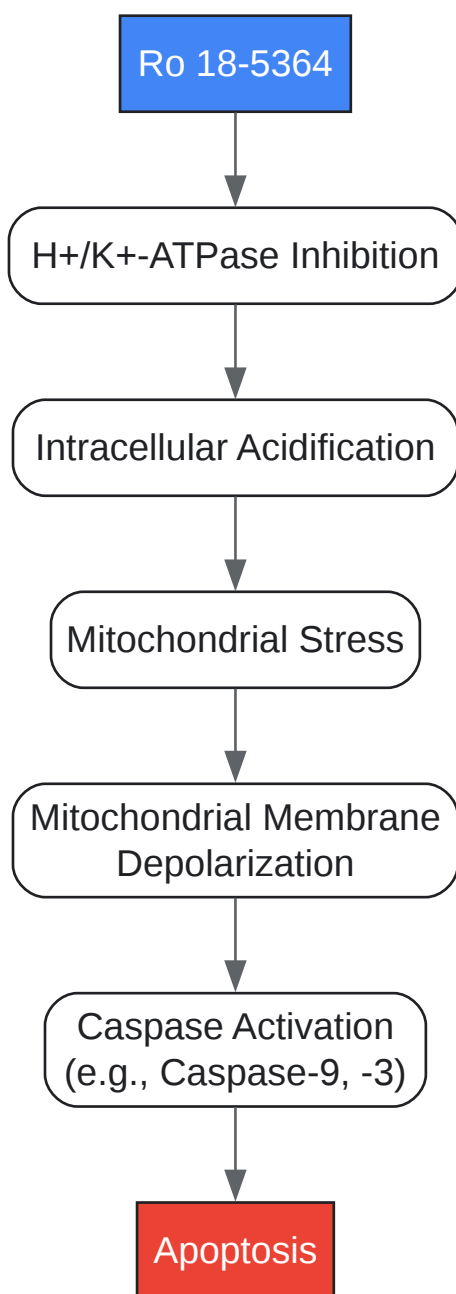 Ro 18-5364
H+/K+-ATPase Inhibition
Intracellular Acidification
Mitochondrial Stress
Mitochondrial Membrane
Depolarization
Caspase Activation
(e.g., Caspase-9, -3)
Apoptosis